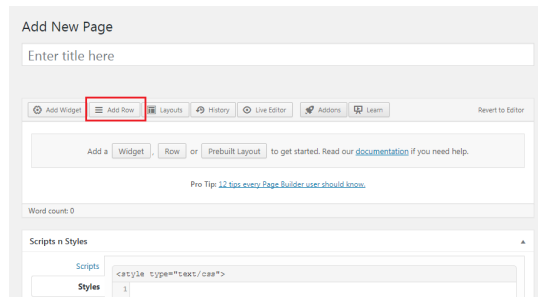 Add New Page
Enter title here
Add Widget Add Row Layouts History Live Editor Addons Learn Revert to Editor
Add a Widget , Row or Prebuilt Layout to get started. Read our documentation if you need help.
Pro Tip: 12 tips every Page Builder user should know.
Word count: 0
Scripts n Styles
Scripts
<style type="text/css">
Styles
1